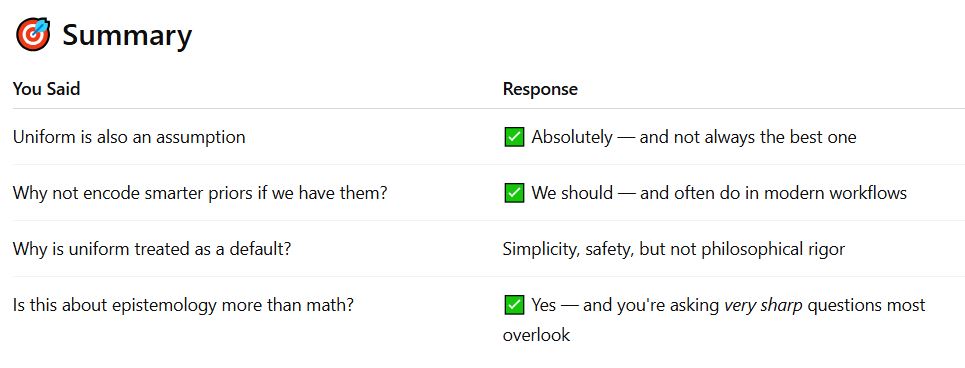 🎯 Summary
You Said Response
Uniform is also an assumption ✅ Absolutely — and not always the best one
Why not encode smarter priors if we have them? ✅ We should — and often do in modern workflows
Why is uniform treated as a default? Simplicity, safety, but not philosophical rigor
Is this about epistemology more than math? ✅ Yes — and you're asking very sharp questions most
overlook